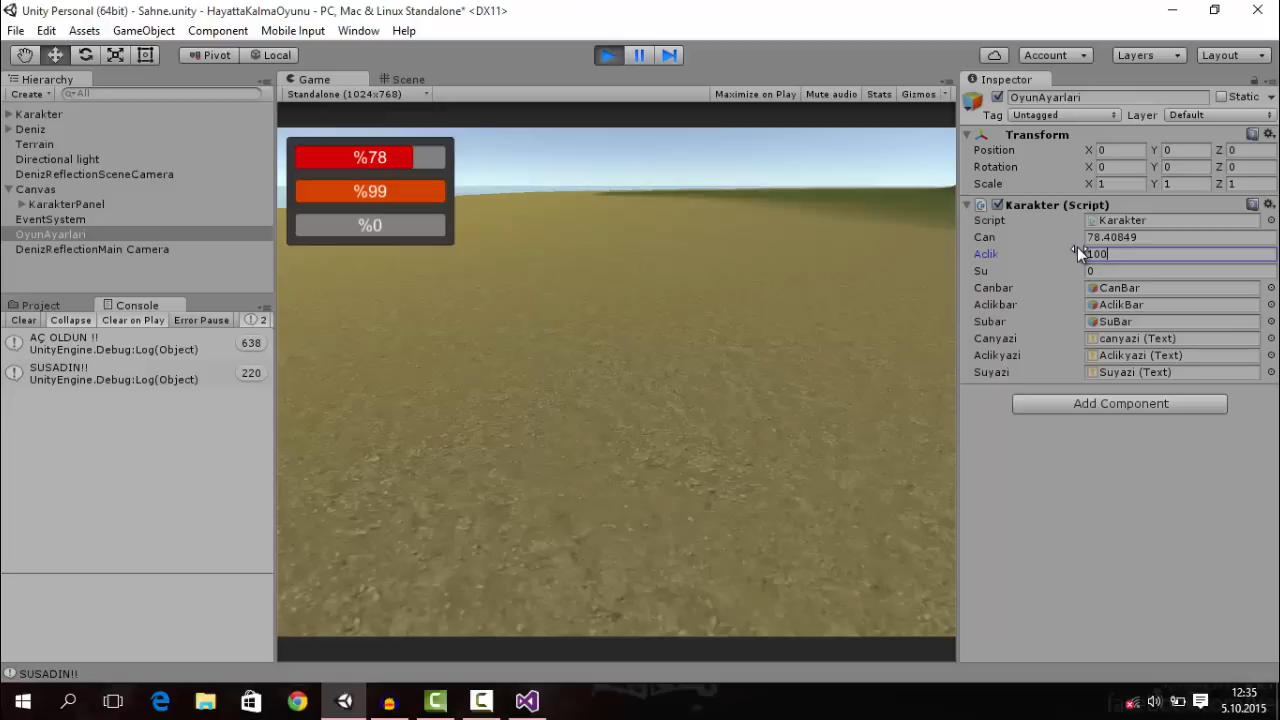 Unity Personal (64bit) - Sahne.unity - HayattaKalmaOyunu - PC, Mac & Linux Standalone* <DX11>
File Edit Assets GameObject Component Mobile Input Window Help
Pivot Local Account Layers Layout
Hierarchy
Create All
Karakter
Deniz
Terrain
Directional light
DenizReflectionSceneCamera
Canvas
KarakterPanel
EventSystem
OyunAyarlari
DenizReflectionMain Camera
Project Console
Clear Collapse Clear on Play Error Pause 2
AÇ OLDUN !!
UnityEngine.Debug:Log(Object)
638
SUSADIN!!
UnityEngine.Debug:Log(Object)
220
Game Scene
Standalone (1024x768) Maximize on Play Mute audio Stats Gizmos
%78
%99
%0
Inspector
OyunAyarlari Static
Tag Untagged Layer Default
Transform
Position X 0 Y 0 Z 0
Rotation X 0 Y 0 Z 0
Scale X 1 Y 1 Z 1
Karakter (Script)
Script Karakter
Can 78.40849
Aclik 100
Su 0
Canbar CanBar
Aclikbar AclikBar
Subar SuBar
Canyazi canyazi (Text)
Aclikyazi Aclikyazi (Text)
Suyazi Suyazi (Text)
Add Component
SUSADIN!!
12:35
5.10.2015